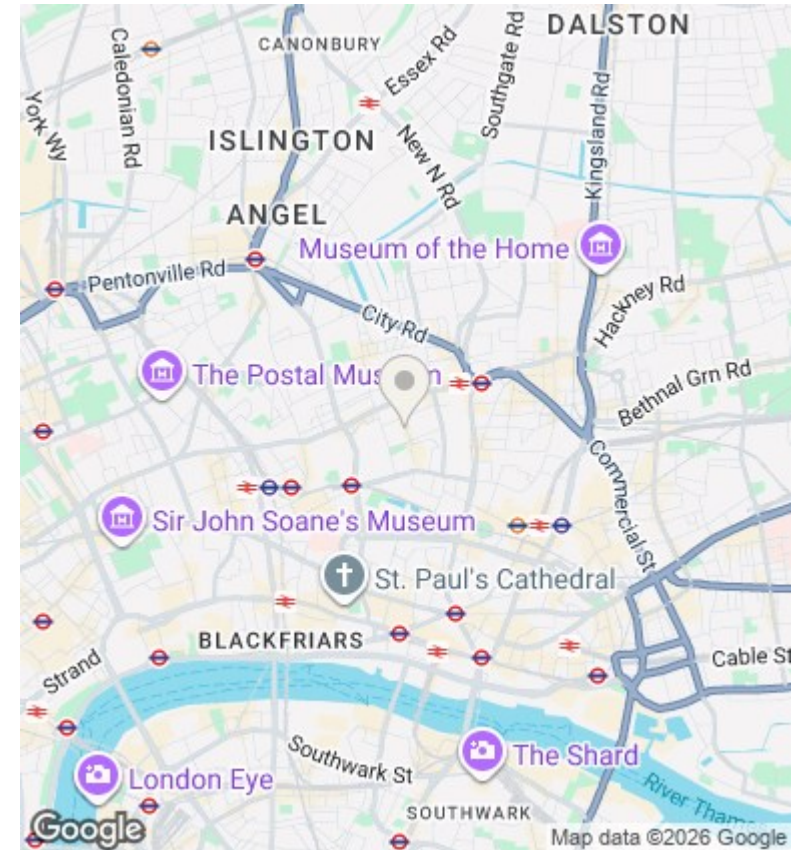 DALSTON
CANONBURY
Essex Rd
Southgate Rd
Caledonian Rd
York Wy
Kingsland Rd
ISLINGTON
New N Rd
ANGEL
Museum of the Home
Pentonville Rd
Hackney Rd
City Rd
The Postal Museum
Bethnal Grn Rd
Commercial St
Sir John Soane's Museum
St. Paul's Cathedral
BLACKFRIARS
Cable St
Strand
Southwark St
The Shard
London Eye
River Thames
SOUTHWARK
Google
Map data ©2026 Google